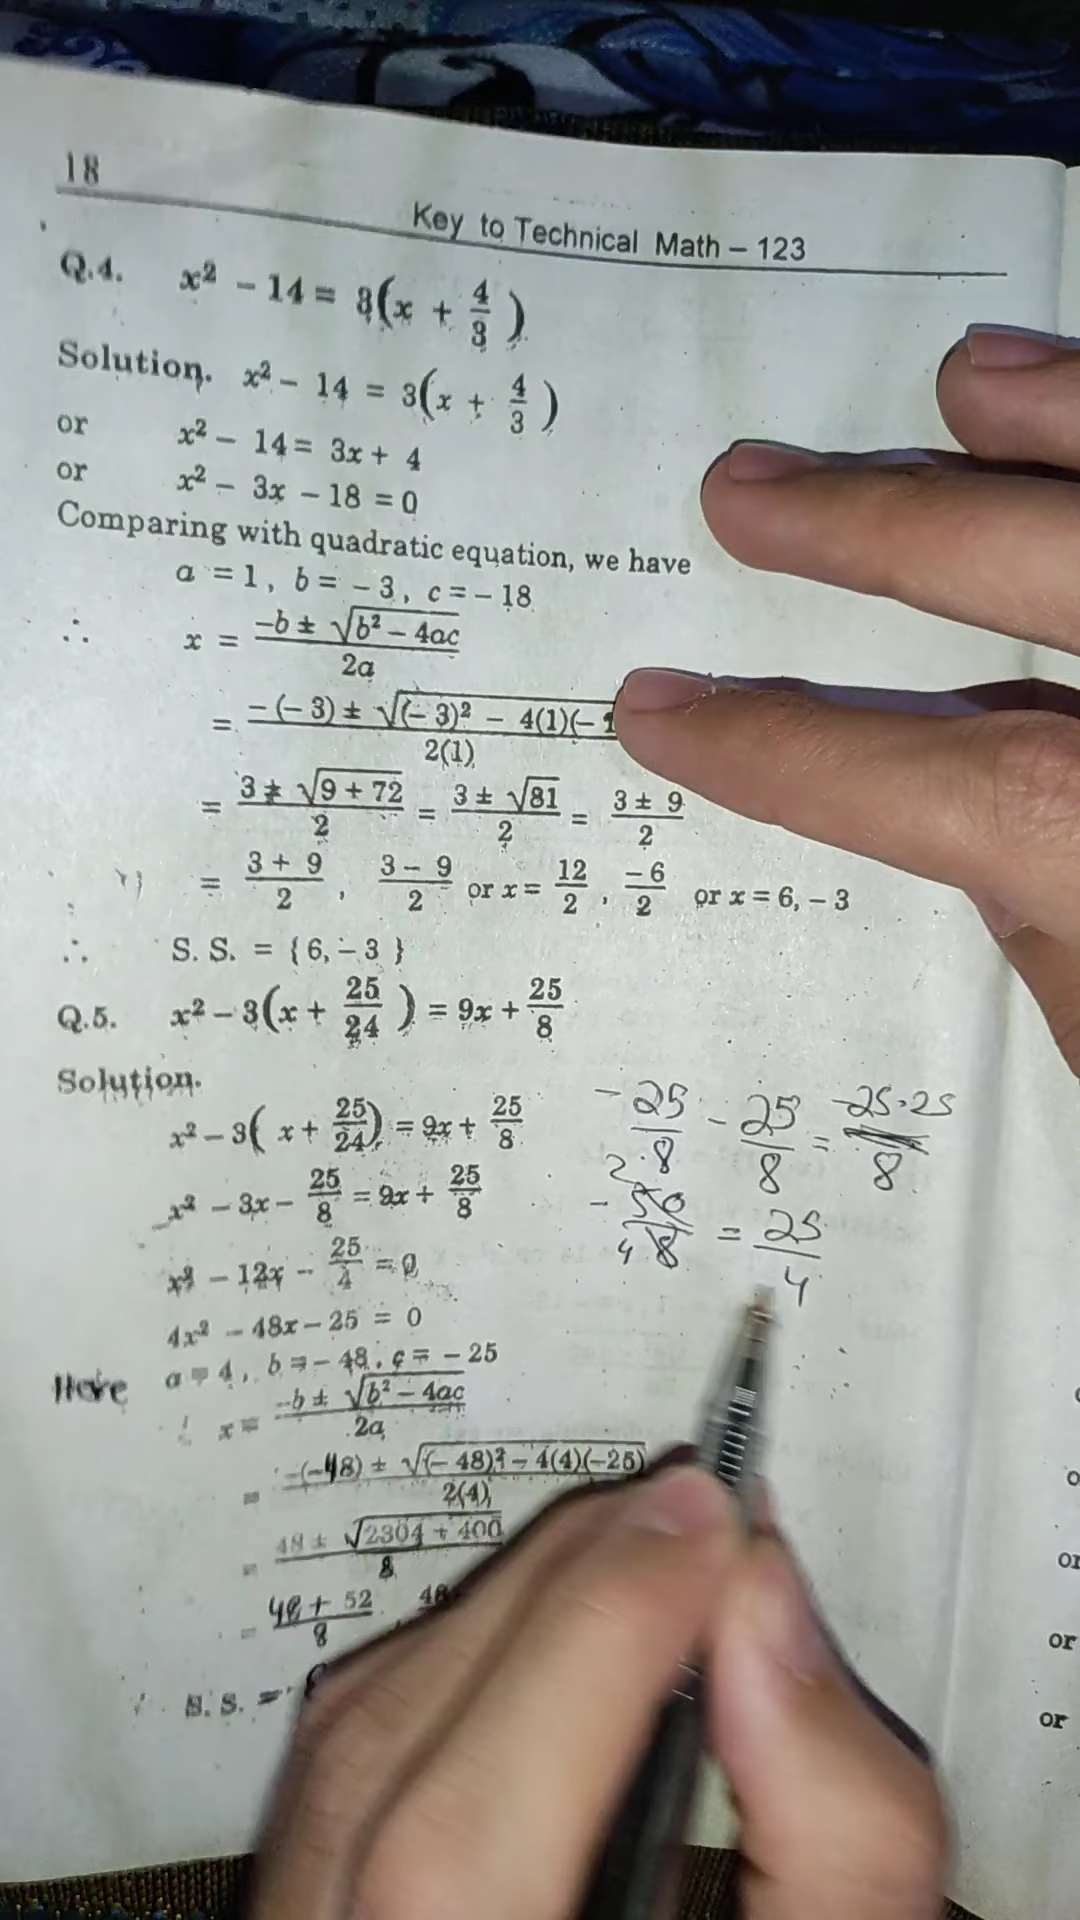 18
Key to Technical Math – 123
Q.4. x² – 14 = 3(x + 4/3)
Solution. x² – 14 = 3(x + 4/3)
or x² – 14 = 3x + 4
or x² – 3x – 18 = 0
Comparing with quadratic equation, we have
a = 1, b = – 3, c = – 18
∴ x = (–b ± √(b² – 4ac))/2a
= (– (– 3) ± √((– 3)² – 4(1)(–
2(1)
= (3 ± √(9 + 72))/2 = (3 ± √81)/2 = (3 ± 9)/2
= (3 + 9)/2 , (3 – 9)/2 or x = 12/2 , –6/2 or x = 6, – 3
∴ S. S. = {6, – 3 }
Q.5. x² – 3(x + 25/24) = 9x + 25/8
Solution.
x² – 3( x + 25/24) = 9x + 25/8
x² – 3x – 25/8 = 9x + 25/8
x² – 12x – 25/4 = 0
4x² – 48x – 25 = 0
Here a = 4, b = – 48, c = – 25
x = (–b ± √(b² – 4ac))/2a
= (–(–48) ± √((– 48)² – 4(4)(–25)))/2(4)
= (48 ± √(2304 + 400))/8
= (48 + 52)/8 48
S. S. =
- 25/8 - 25/8 = -25-25/8
- 50/8 = 25/4
2
4
or
or
or